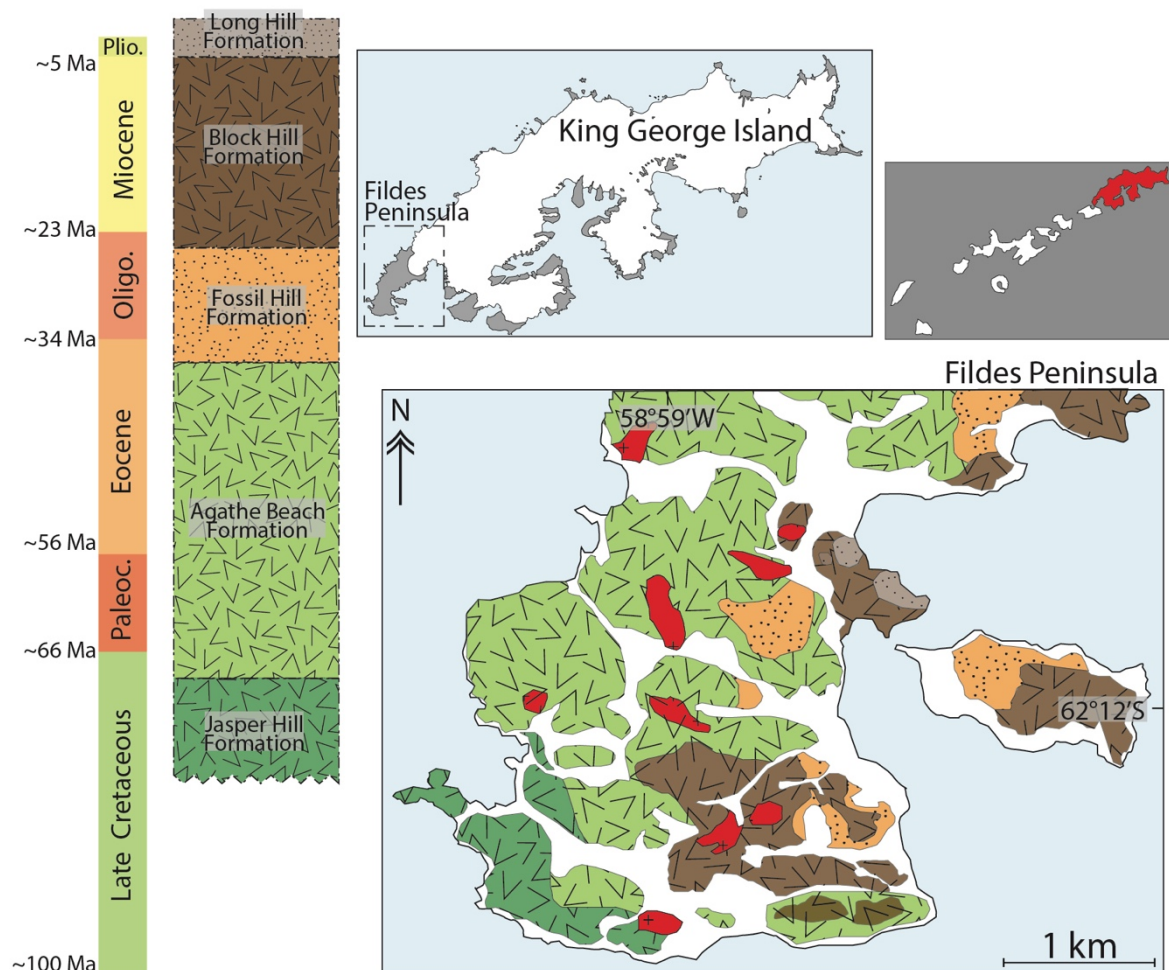 Long Hill
Formation
Plio.
~5 Ma
Miocene
Block Hill
Formation
~23 Ma
Oligo.
Fossil Hill
Formation
~34 Ma
Eocene
Agathe Beach
Formation
~56 Ma
Paleoc.
~66 Ma
Jasper Hill
Formation
Late Cretaceous
~100 Ma
King George Island
Fildes
Peninsula
Fildes Peninsula
N
58°59'W
62°12'S
1 km